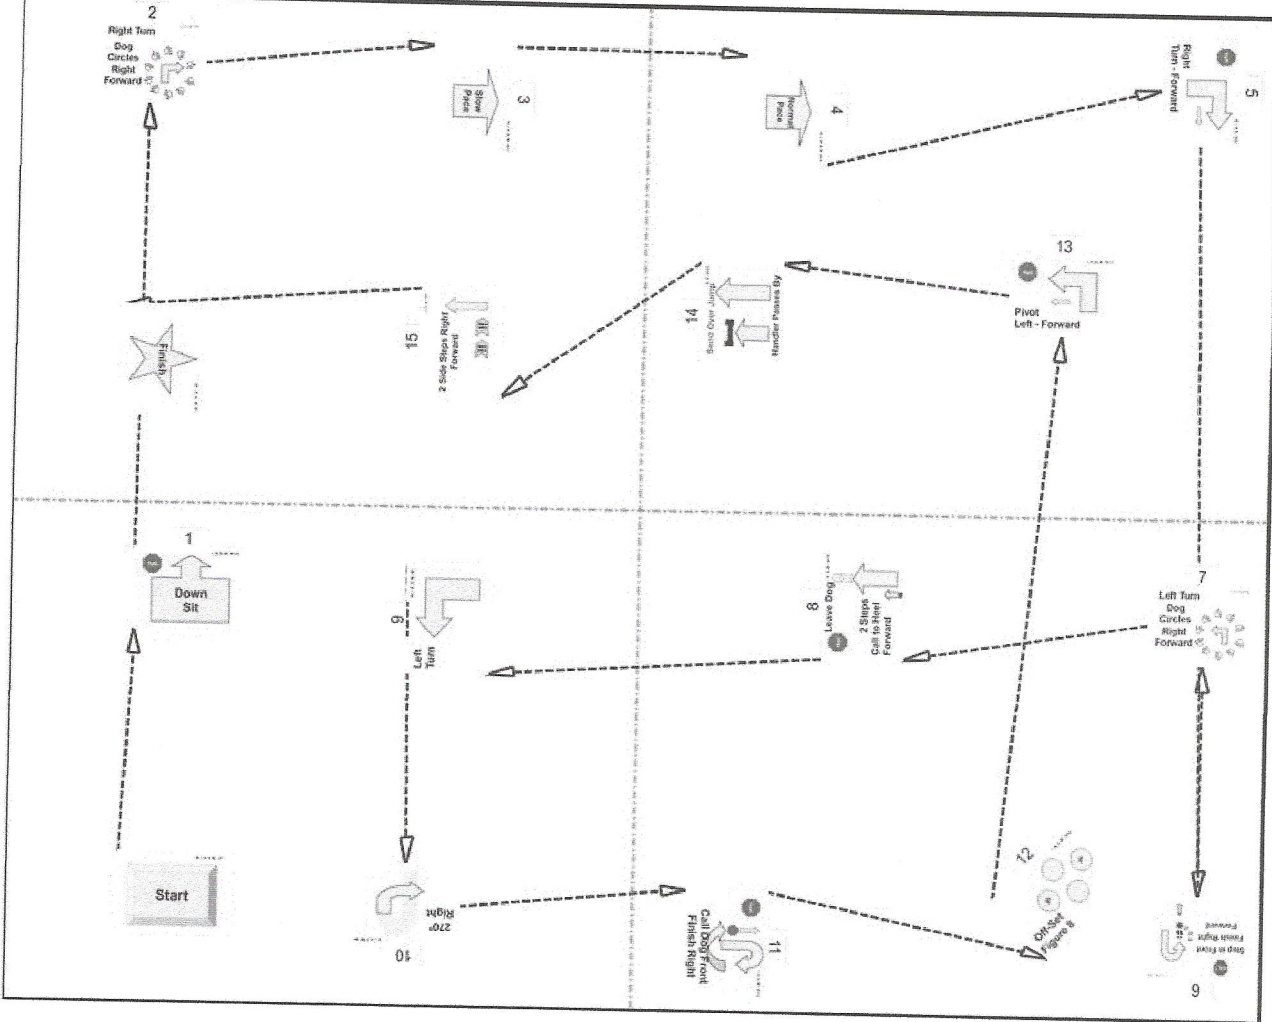 2
Right Turn
Dog
Circles
Right
Forward
3
Slow
Pace
4
Normal
Pace
5
Right
Turn - Forward
13
Pivot
Left - Forward
14
Send Over Jump
Handler Passes By
15
2 Side Steps Right
Forward
Finish
1
Down
Sit
9
Left
Turn
8
Leave Dog
2 Steps
Call to Heel
Forward
7
Left Turn
Dog
Circles
Right
Forward
Start
10
270°
Right
11
Call Dog Front
Finish Right
12
Off-Set
Figure 8
6
Stop in Front
Finish Right
Forward